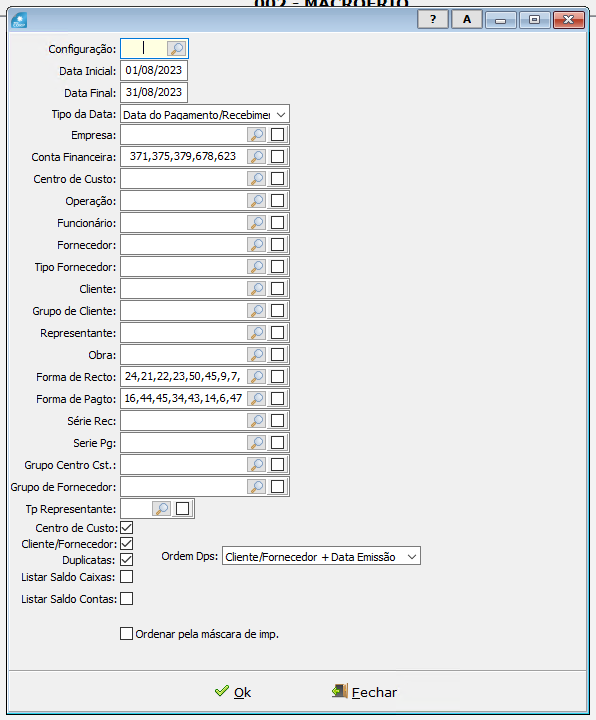 002 - MACROFRIO
? A
Configuração:
Data Inicial: 01/08/2023
Data Final: 31/08/2023
Tipo da Data: Data do Pagamento/Recebimer
Empresa:
Conta Financeira: 371,375,379,678,623
Centro de Custo:
Operação:
Funcionário:
Fornecedor:
Tipo Fornecedor:
Cliente:
Grupo de Cliente:
Representante:
Obra:
Forma de Recto: 24,21,22,23,50,45,9,7,
Forma de Pagto: 16,44,45,34,43,14,6,47
Série Rec:
Serie Pg:
Grupo Centro Cst.:
Grupo de Fornecedor:
Tp Representante:
Centro de Custo:
Cliente/Fornecedor:
Duplicatas: Ordem Dps: Cliente/Fornecedor + Data Emissão
Listar Saldo Caixas:
Listar Saldo Contas:
Ordenar pela máscara de imp.
Ok Fechar